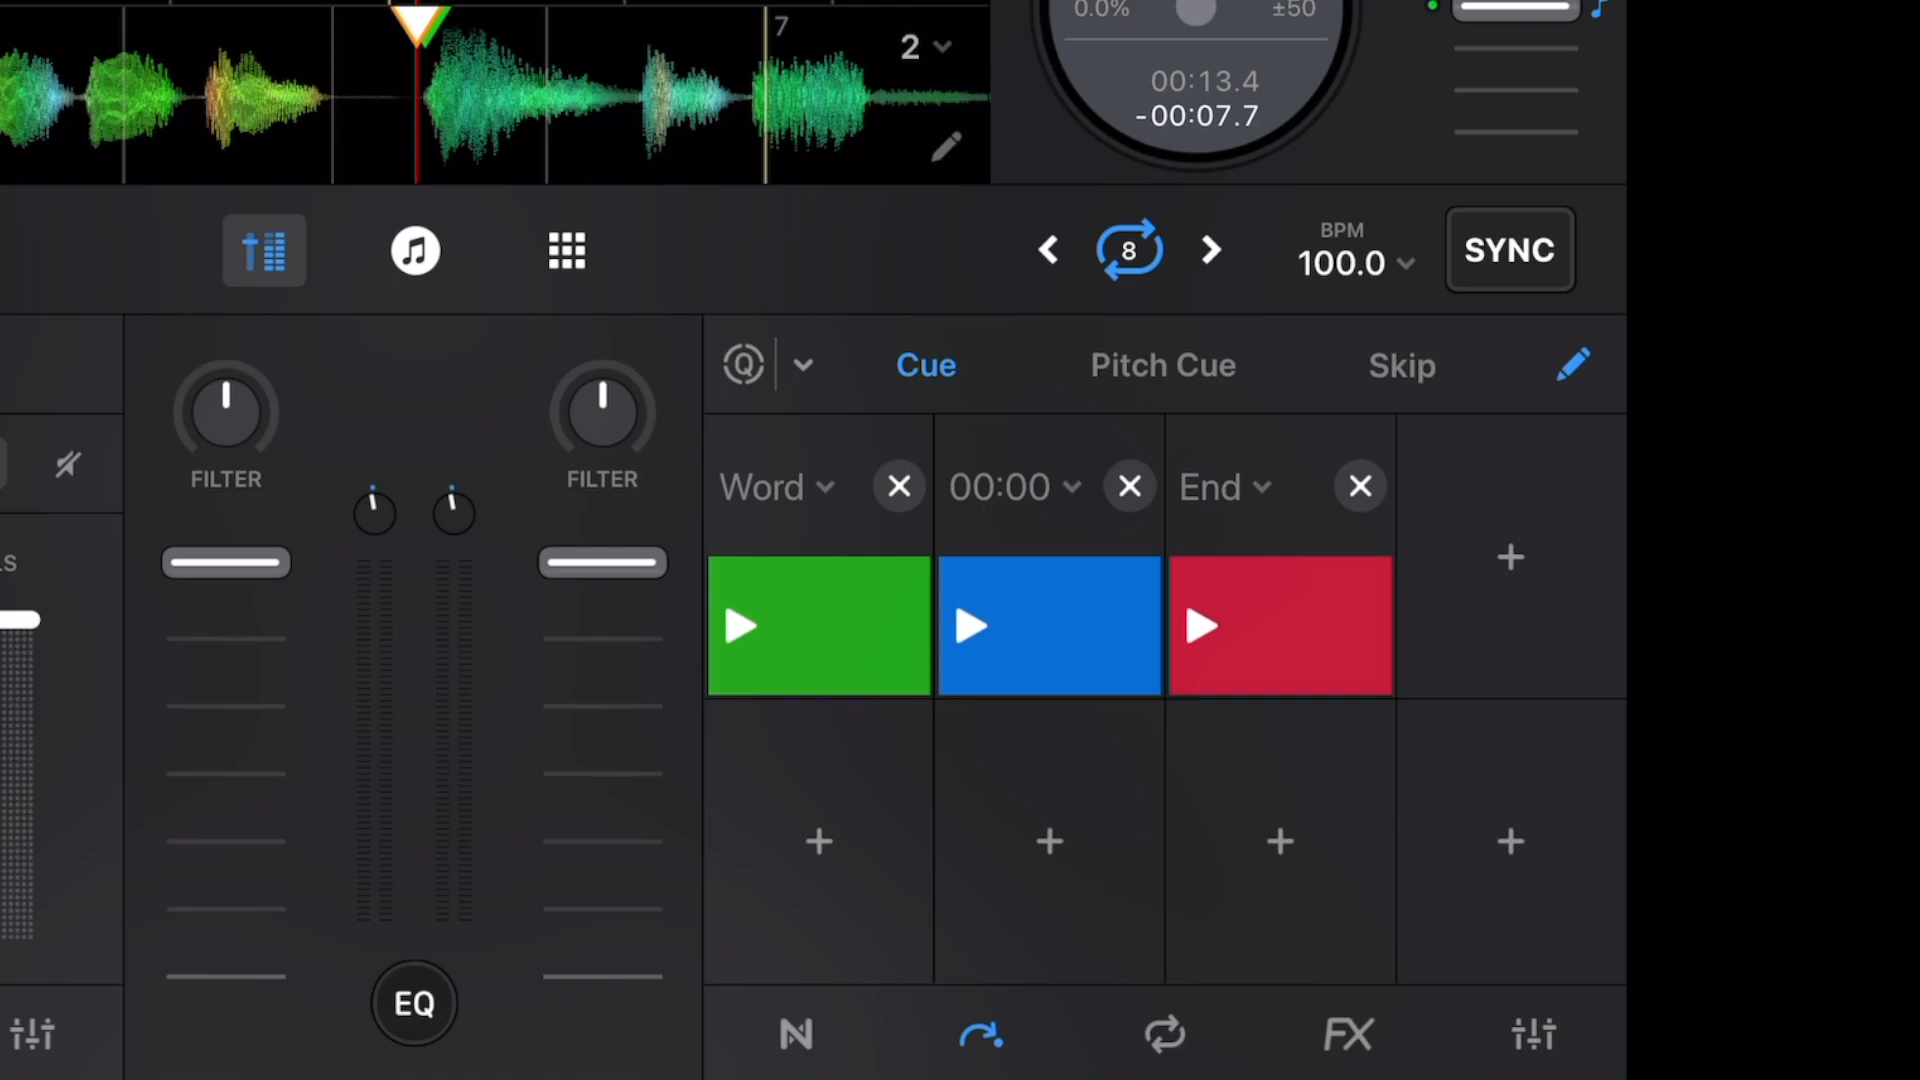 0.0% ±50
7
2
00:13.4
-00:07.7
8
BPM
100.0
SYNC
Q
Cue Pitch Cue Skip
FILTER FILTER
Word 00:00 End
EQ
FX